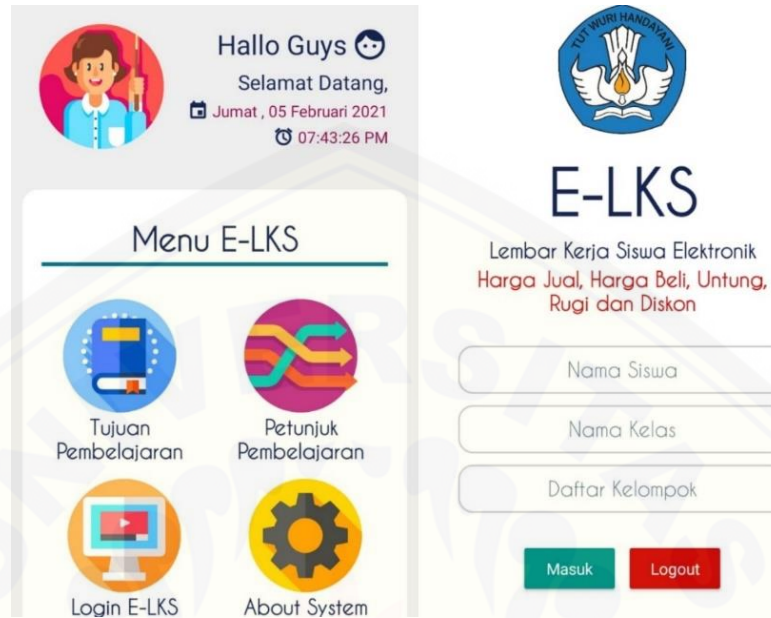 Hallo Guys
Selamat Datang,
Jumat , 05 Februari 2021
07:43:26 PM
Menu E-LKS
Tujuan
Pembelajaran
Petunjuk
Pembelajaran
Login E-LKS
About System
TUT WURI HANDAYANI
E-LKS
Lembar Kerja Siswa Elektronik
Harga Jual, Harga Beli, Untung,
Rugi dan Diskon
Nama Siswa
Nama Kelas
Daftar Kelompok
Masuk
Logout